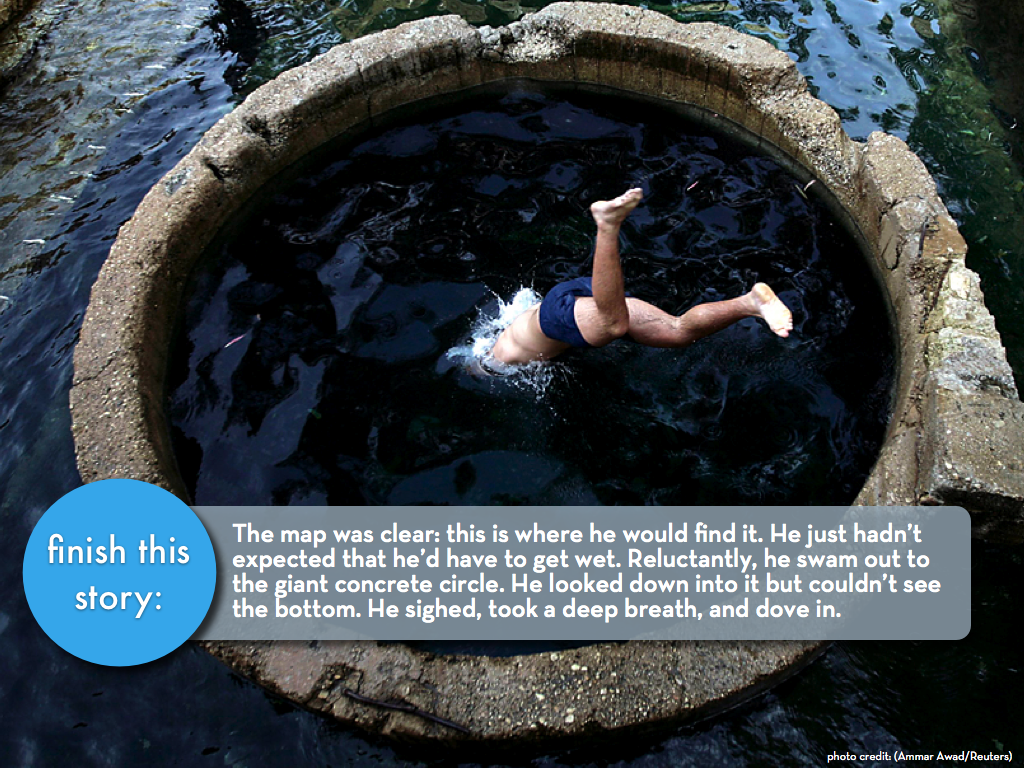 finish this
story:
The map was clear: this is where he would find it. He just hadn’t
expected that he’d have to get wet. Reluctantly, he swam out to
the giant concrete circle. He looked down into it but couldn’t see
the bottom. He sighed, took a deep breath, and dove in.
photo credit: (Ammar Awad/Reuters)